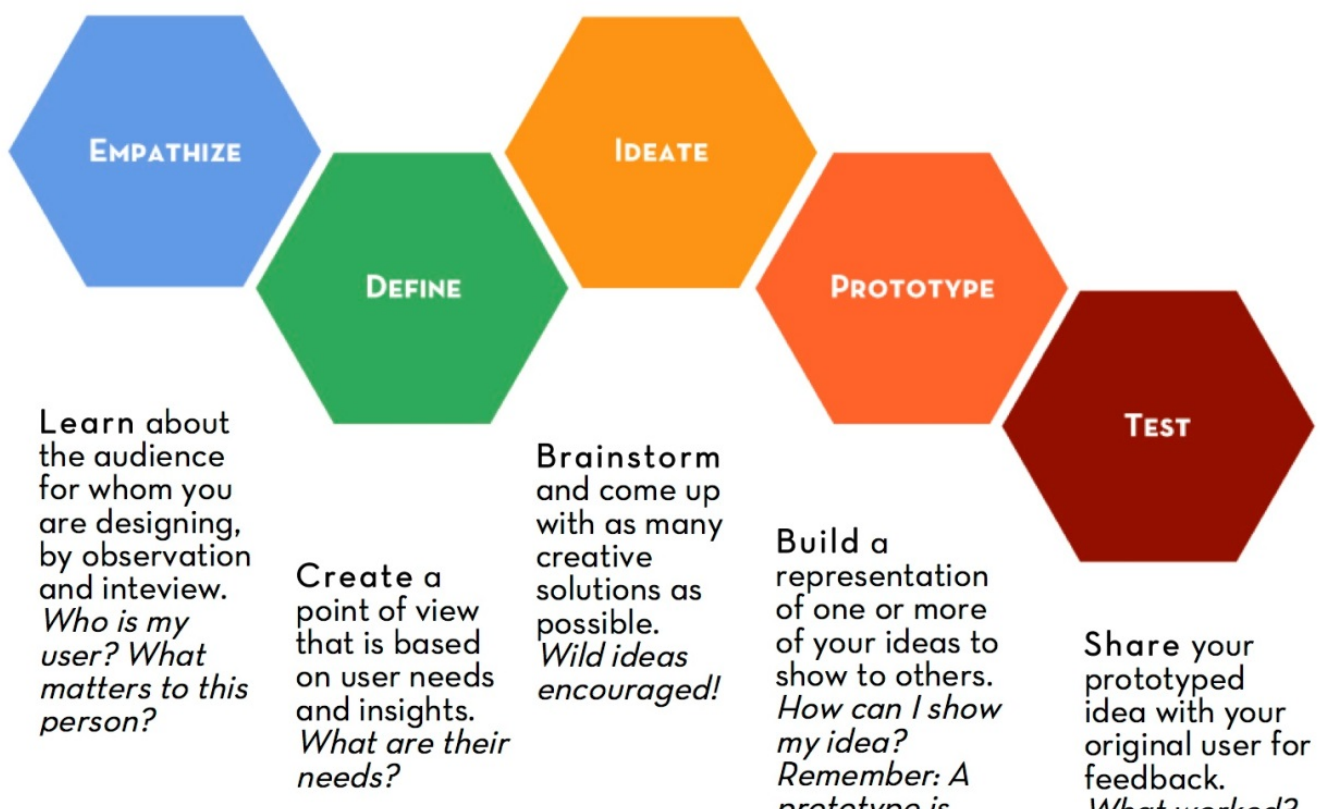 EMPATHIZE
DEFINE
IDEATE
PROTOTYPE
TEST
Learn about
the audience
for whom you
are designing,
by observation
and inteview.
Who is my
user? What
matters to this
person?
Create a
point of view
that is based
on user needs
and insights.
What are their
needs?
Brainstorm
and come up
with as many
creative
solutions as
possible.
Wild ideas
encouraged!
Build a
representation
of one or more
of your ideas to
show to others.
How can I show
my idea?
Remember: A
prototype is
Share your
prototyped
idea with your
original user for
feedback.
What worked?